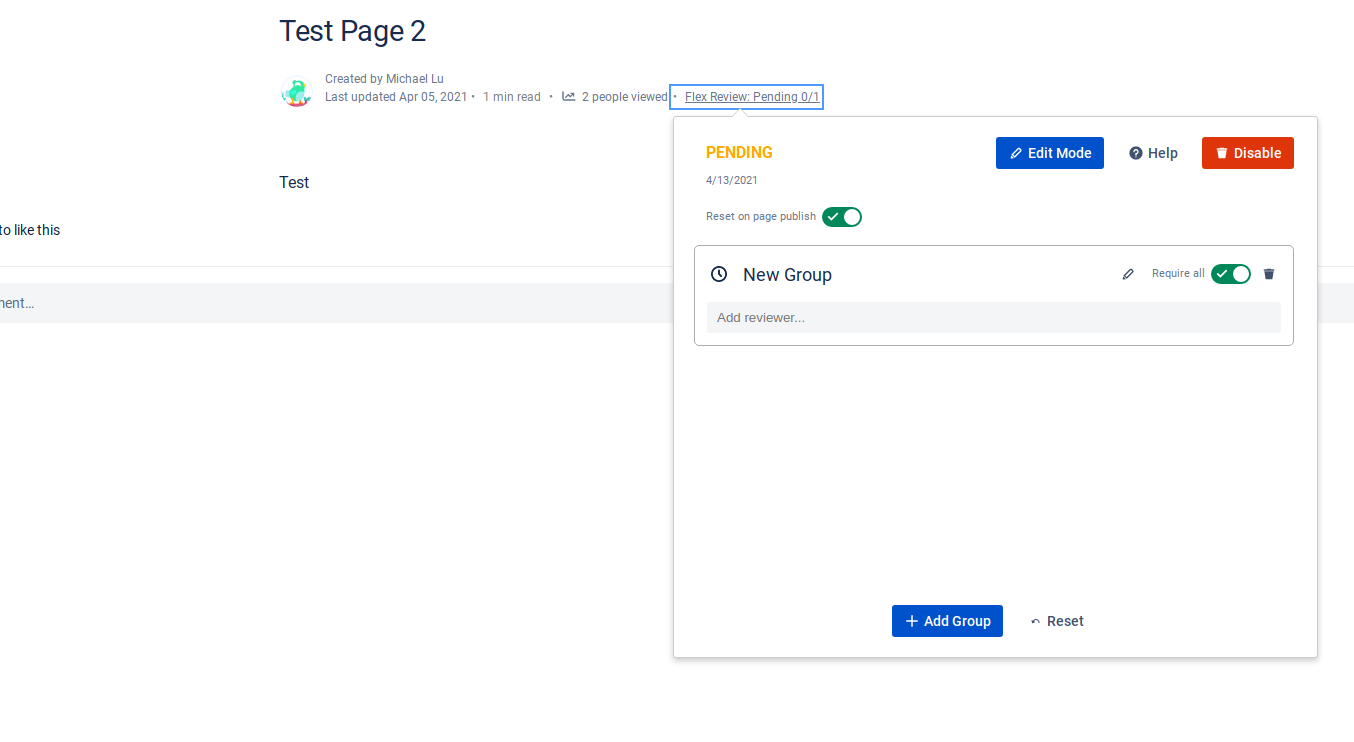 Test Page 2
Created by Michael Lu
Last updated Apr 05, 2021 • 1 min read • 2 people viewed • Flex Review: Pending 0/1
PENDING
Edit Mode
Help
Disable
4/13/2021
Test
Reset on page publish
to like this
New Group
Require all
ment...
Add reviewer...
Add Group
Reset